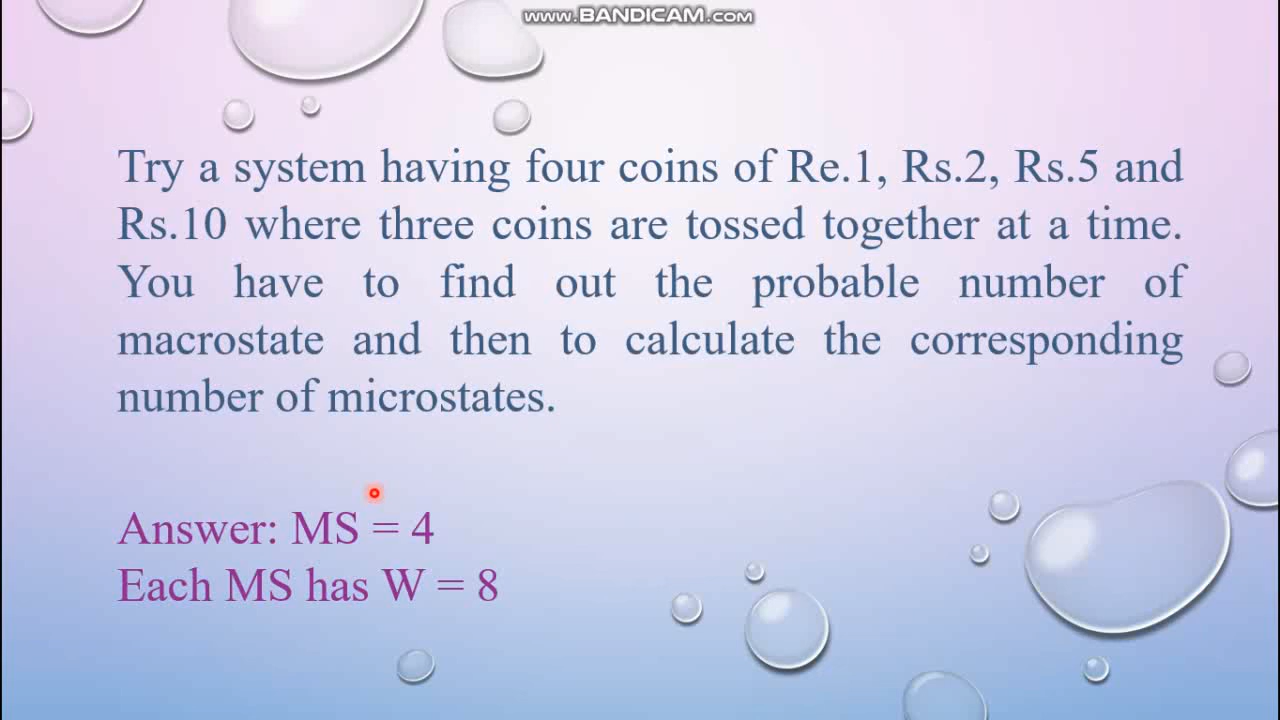 www.BANDICAM.com
Try a system having four coins of Re.1, Rs.2, Rs.5 and
Rs.10 where three coins are tossed together at a time.
You have to find out the probable number of
macrostate and then to calculate the corresponding
number of microstates.
Answer: MS = 4
Each MS has W = 8